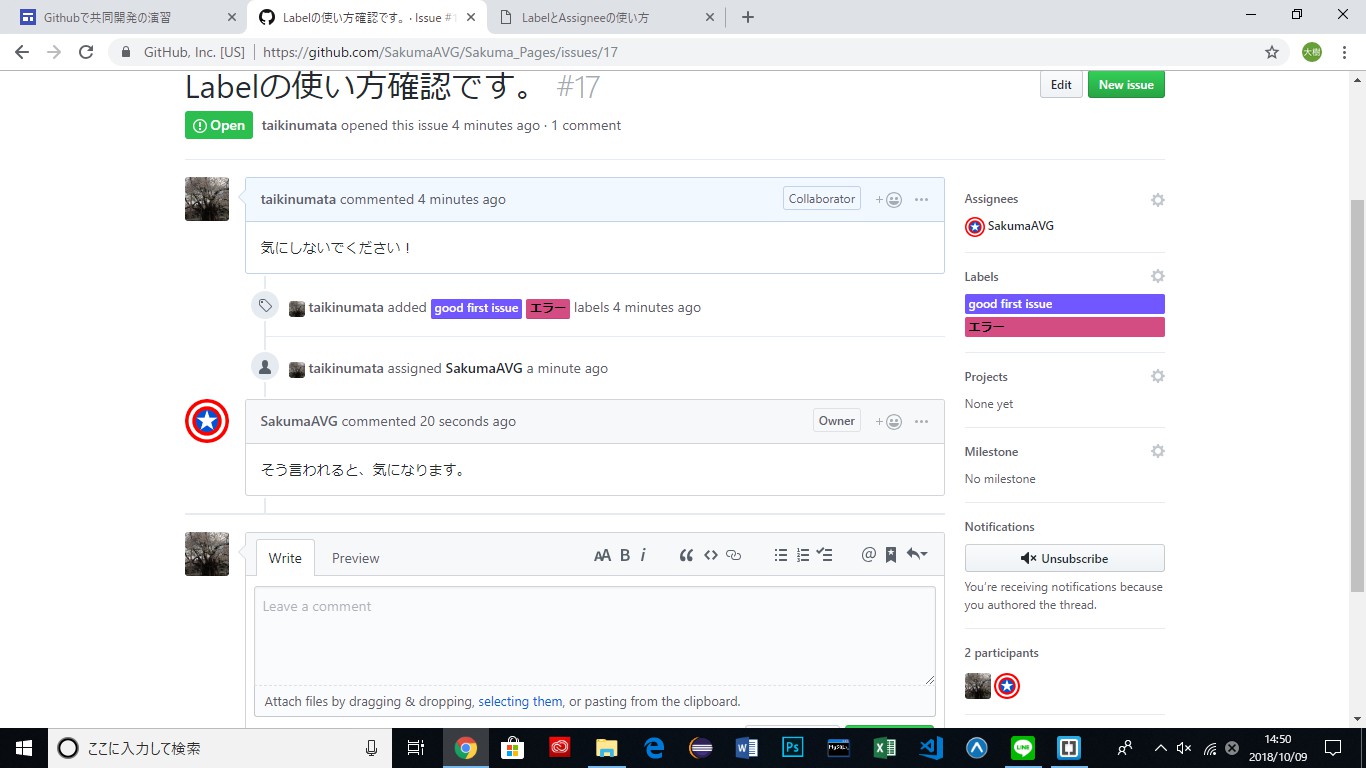 Githubで共同開発の演習
Labelの使い方確認です。· Issue #1
LabelとAssigneeの使い方
GitHub, Inc. [US] | https://github.com/SakumaAVG/Sakuma_Pages/issues/17
大樹
Labelの使い方確認です。 #17
Edit
New issue
Open
taikinumata opened this issue 4 minutes ago · 1 comment
taikinumata commented 4 minutes ago
Collaborator
気にしないでください！
taikinumata added good first issue エラー labels 4 minutes ago
taikinumata assigned SakumaAVG a minute ago
SakumaAVG commented 20 seconds ago
Owner
そう言われると、気になります。
Write
Preview
AA B i
Leave a comment
Attach files by dragging & dropping, selecting them, or pasting from the clipboard.
Assignees
SakumaAVG
Labels
good first issue
エラー
Projects
None yet
Milestone
No milestone
Notifications
Unsubscribe
You're receiving notifications because
you authored the thread.
2 participants
ここに入力して検索
Ps
MySQL
LINE
14:50
2018/10/09